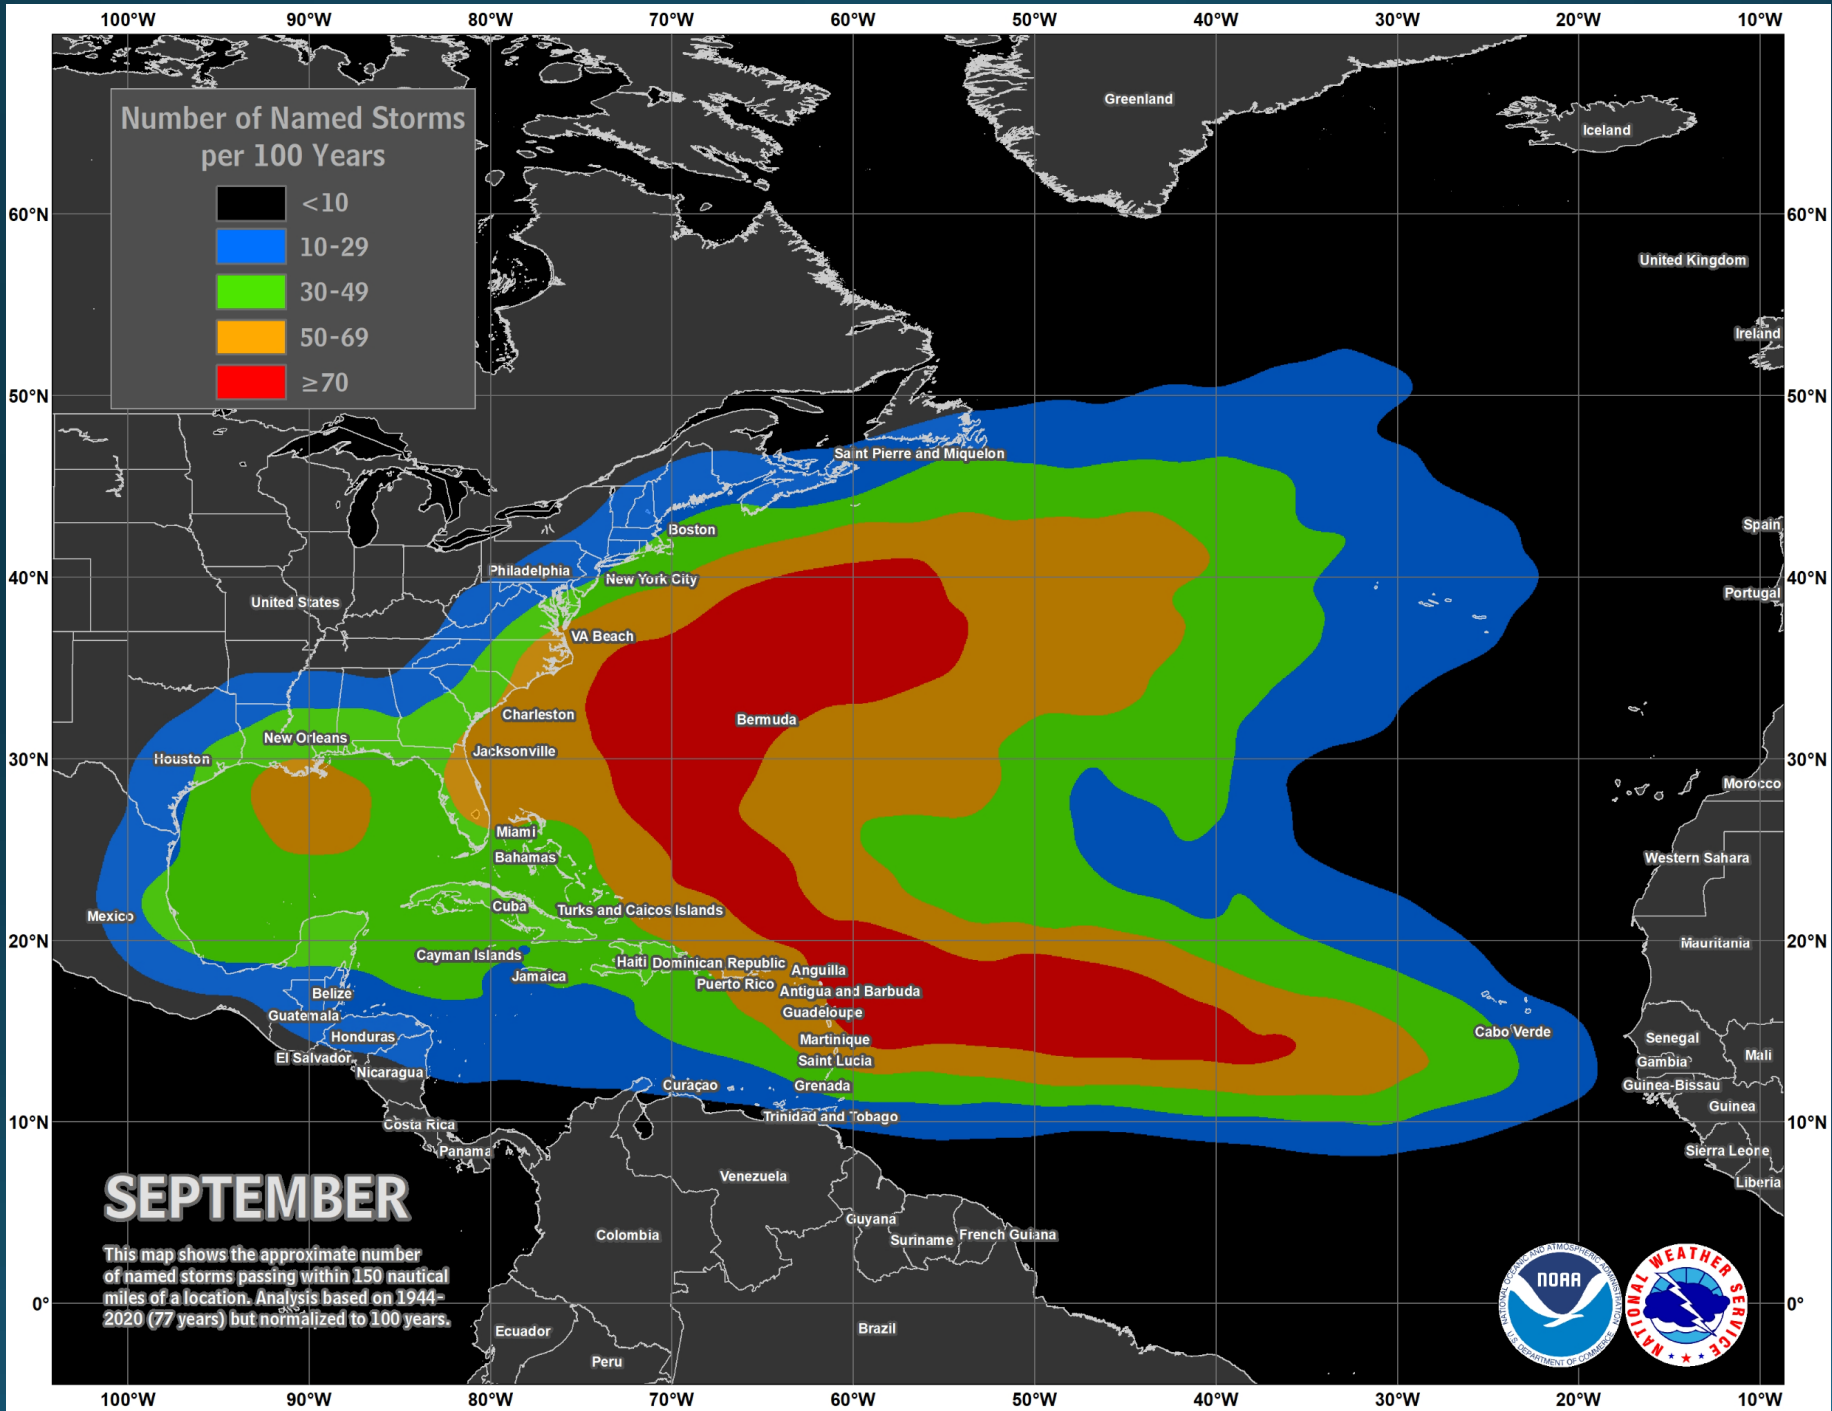 100°W 90°W 80°W 70°W 60°W 50°W 40°W 30°W 20°W 10°W
Number of Named Storms
per 100 Years
<10
10-29
30-49
50-69
≥70
Greenland
Iceland
60°N 60°N
United Kingdom
Ireland
50°N 50°N
Saint Pierre and Miquelon
Spain
Boston
Philadelphia
New York City
40°N 40°N
Portugal
United States
VA Beach
Charleston
Bermuda
New Orleans
Jacksonville
Houston
30°N 30°N
Morocco
Miami
Bahamas
Western Sahara
Cuba
Turks and Caicos Islands
Mexico
20°N 20°N
Mauritania
Cayman Islands
Haiti
Dominican Republic
Anguilla
Jamaica
Puerto Rico
Antigua and Barbuda
Belize
Guatemala
Guadeloupe
Honduras
Martinique
Cabo Verde
Senegal
El Salvador
Saint Lucia
Mali
Gambia
Nicaragua
Curaçao
Grenada
Guinea-Bissau
Guinea
Trinidad and Tobago
10°N 10°N
Costa Rica
Panama
Sierra Leone
Venezuela
Liberia
SEPTEMBER
Guyana
Colombia
Suriname
French Guiana
This map shows the approximate number
of named storms passing within 150 nautical
miles of a location. Analysis based on 1944-
2020 (77 years) but normalized to 100 years.
0° 0°
Ecuador
Brazil
Peru
NATIONAL OCEANIC AND ATMOSPHERIC ADMINISTRATION
NOAA
U.S. DEPARTMENT OF COMMERCE
NATIONAL WEATHER SERVICE
100°W 90°W 80°W 70°W 60°W 50°W 40°W 30°W 20°W 10°W